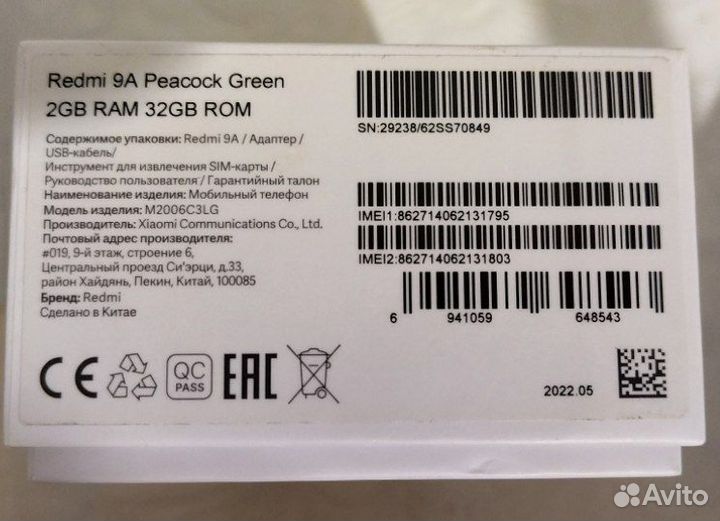 Redmi 9A Peacock Green
2GB RAM 32GB ROM
Содержимое упаковки: Redmi 9A / Адаптер /
USB-кабель/
Инструмент для извлечения SIM-карты /
Руководство пользователя / Гарантийный талон
Наименование изделия: Мобильный телефон
Модель изделия: M2006C3LG
Производитель: Xiaomi Communications Co., Ltd.
Почтовый адрес производителя:
#019, 9-й этаж, строение 6,
Центральный проезд Си'эрци, д.33,
район Хайдянь, Пекин, Китай, 100085
Бренд: Redmi
Сделано в Китае
SN:29238/62SS70849
IMEI1:862714062131795
IMEI2:862714062131803
6 941059 648543
CE
QC
PASS
EAC
2022.05
Avito